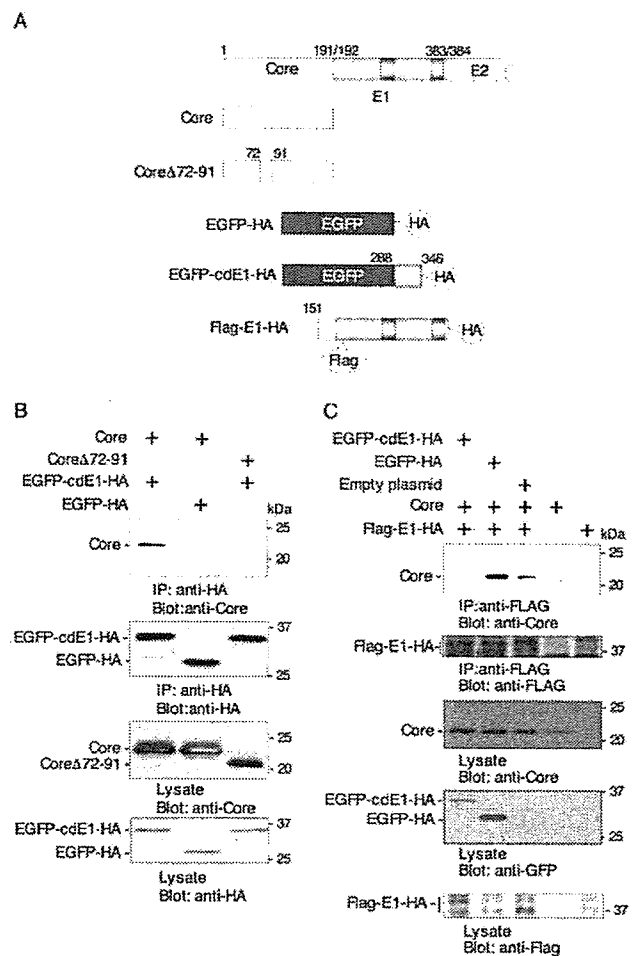 A
1 191/192 383/384
Core E2
E1
Core
72 91
CoreΔ72-91
EGFP-HA EGFP HA
288 346
EGFP-cdE1-HA EGFP HA
151
Flag-E1-HA HA
Flag
B
Core + +
CoreΔ72-91 +
EGFP-cdE1-HA + +
EGFP-HA + kDa
Core - 25
- 20
IP: anti-HA
Blot:anti-Core
EGFP-cdE1-HA - 37
EGFP-HA - 25
IP: anti-HA
Blot:anti-HA
Core - 25
CoreΔ72-91 - 20
Lysate
Blot: anti-Core
EGFP-cdE1-HA - 37
EGFP-HA - 25
Lysate
Blot: anti-HA
C
EGFP-cdE1-HA +
EGFP-HA +
Empty plasmid +
Core + + + +
Flag-E1-HA + + + + kDa
- 25
Core - 20
IP:anti-FLAG
Blot: anti-Core
Flag-E1-HA - 37
IP:anti-FLAG
Blot: anti-FLAG
- 25
Core - 20
Lysate
Blot: anti-Core
EGFP-cdE1-HA - 37
EGFP-HA - 25
Lysate
Blot: anti-GFP
Flag-E1-HA - 37
Lysate
Blot: anti-Flag